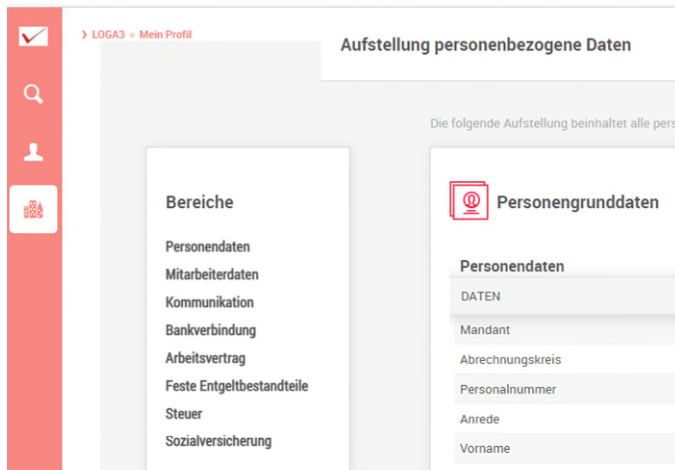 LOGA3 » Mein Profil
Aufstellung personenbezogene Daten
Die folgende Aufstellung beinhaltet alle
Bereiche
Personendaten
Mitarbeiterdaten
Kommunikation
Bankverbindung
Arbeitsvertrag
Feste Entgeltbestandteile
Steuer
Sozialversicherung
Personengrunddaten
Personendaten
DATEN
Mandant
Abrechnungskreis
Personalnummer
Anrede
Vorname